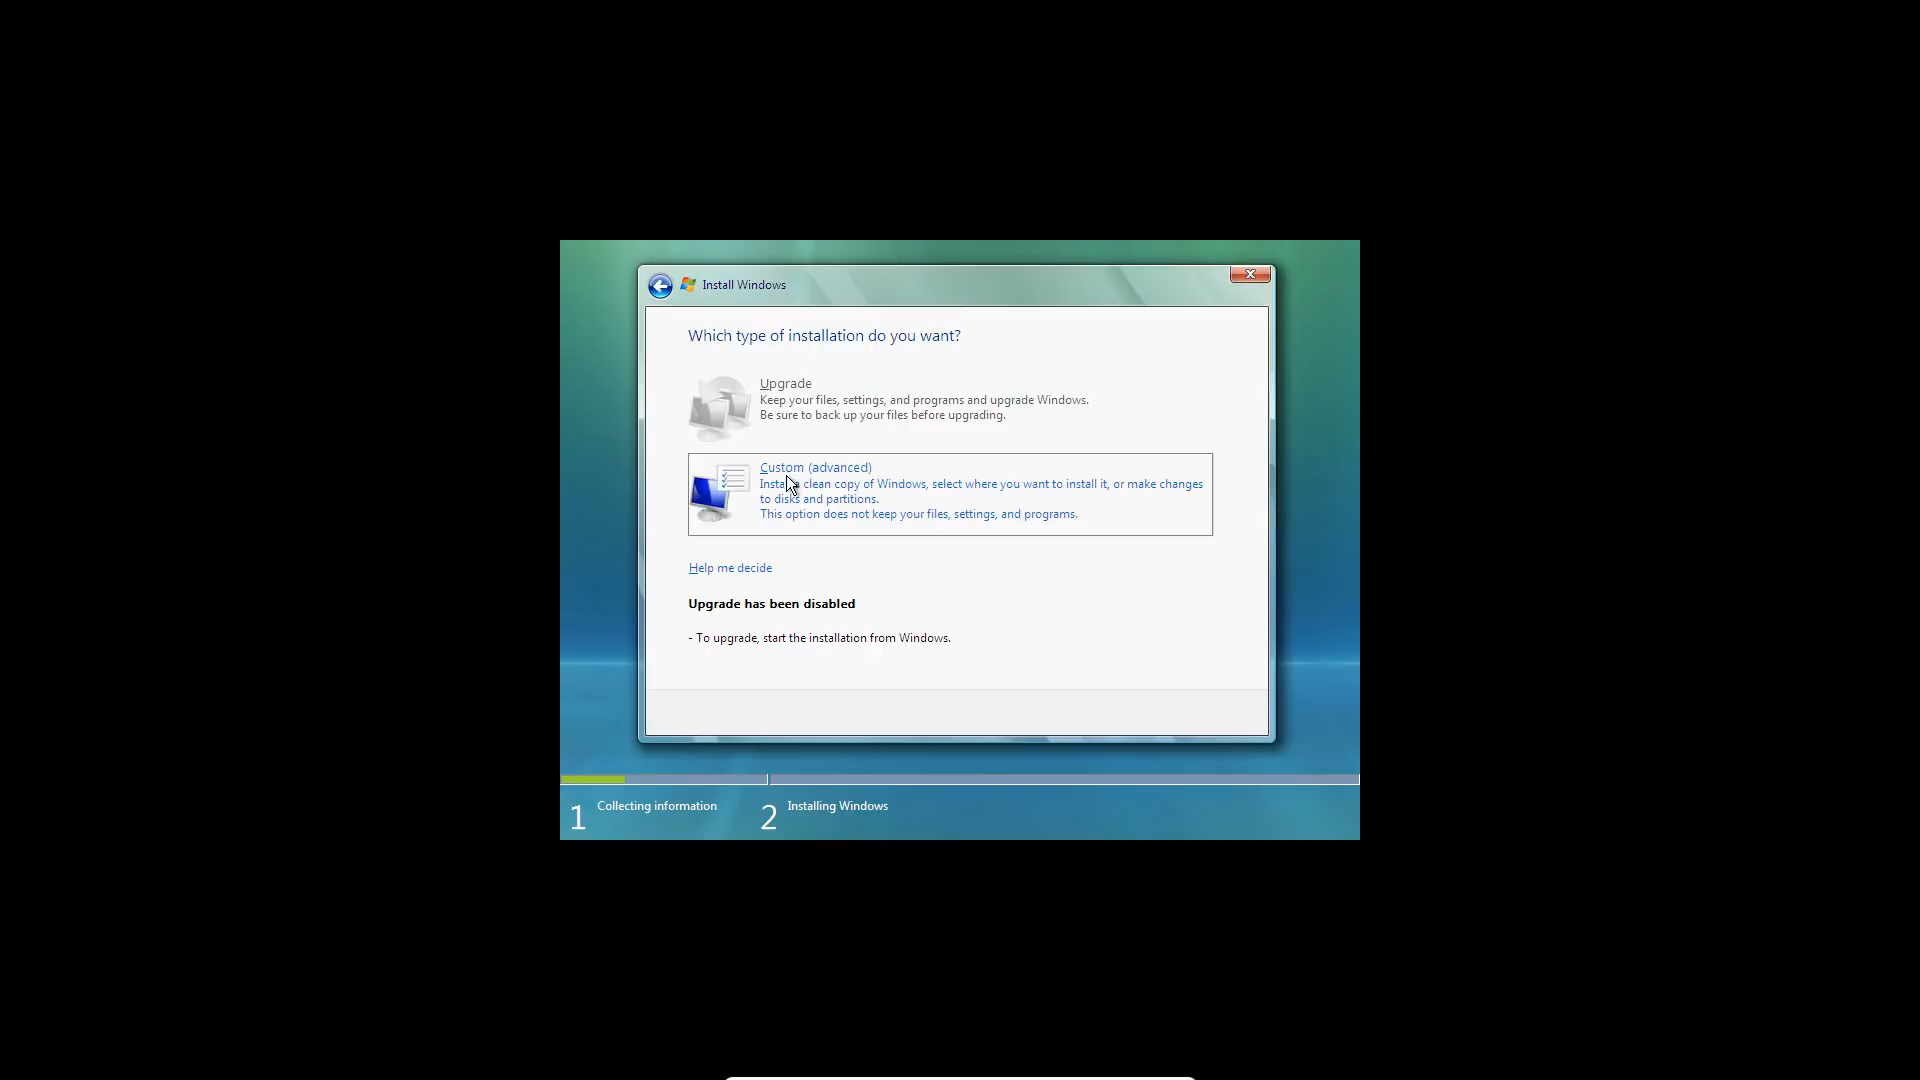 Install Windows
Which type of installation do you want?
Upgrade
Keep your files, settings, and programs and upgrade Windows.
Be sure to back up your files before upgrading.
Custom (advanced)
Install a clean copy of Windows, select where you want to install it, or make changes
to disks and partitions.
This option does not keep your files, settings, and programs.
Help me decide
Upgrade has been disabled
- To upgrade, start the installation from Windows.
1 Collecting information 2 Installing Windows